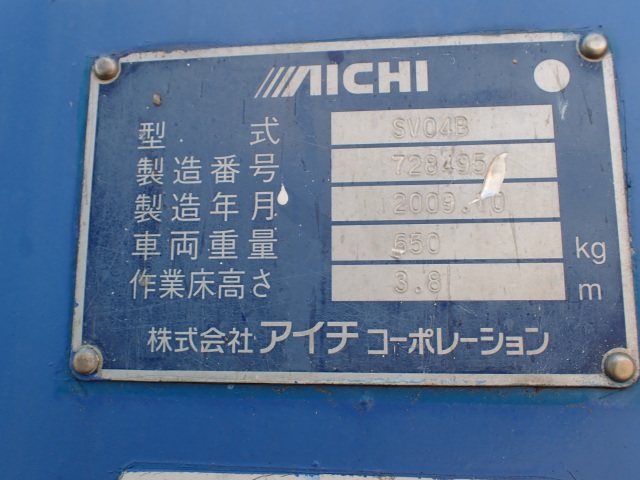 AICHI
型式 SV04B
製造番号 728495
製造年月 2009.10
車両重量 650 kg
作業床高さ 3.8 m
株式会社 アイチ コーポレーション